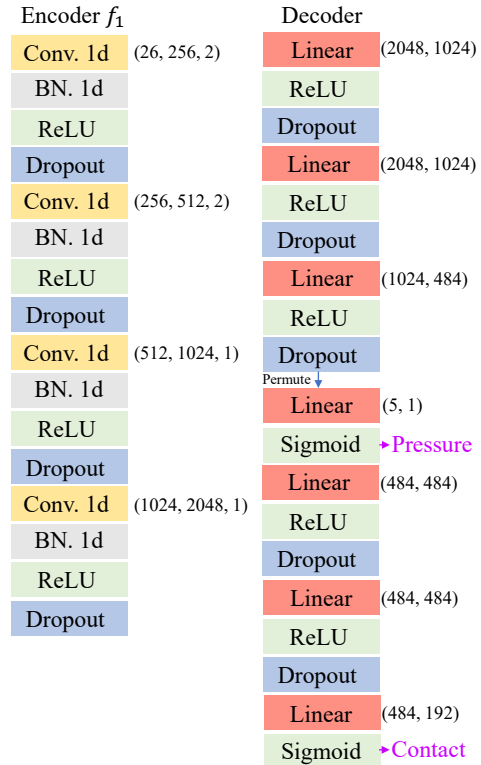 Encoder f₁
Conv. 1d (26, 256, 2)
BN. 1d
ReLU
Dropout
Conv. 1d (256, 512, 2)
BN. 1d
ReLU
Dropout
Conv. 1d (512, 1024, 1)
BN. 1d
ReLU
Dropout
Conv. 1d (1024, 2048, 1)
BN. 1d
ReLU
Dropout
Decoder
Linear (2048, 1024)
ReLU
Dropout
Linear (2048, 1024)
ReLU
Dropout
Linear (1024, 484)
ReLU
Dropout
Permute
Linear (5, 1)
Sigmoid Pressure
Linear (484, 484)
ReLU
Dropout
Linear (484, 484)
ReLU
Dropout
Linear (484, 192)
Sigmoid Contact